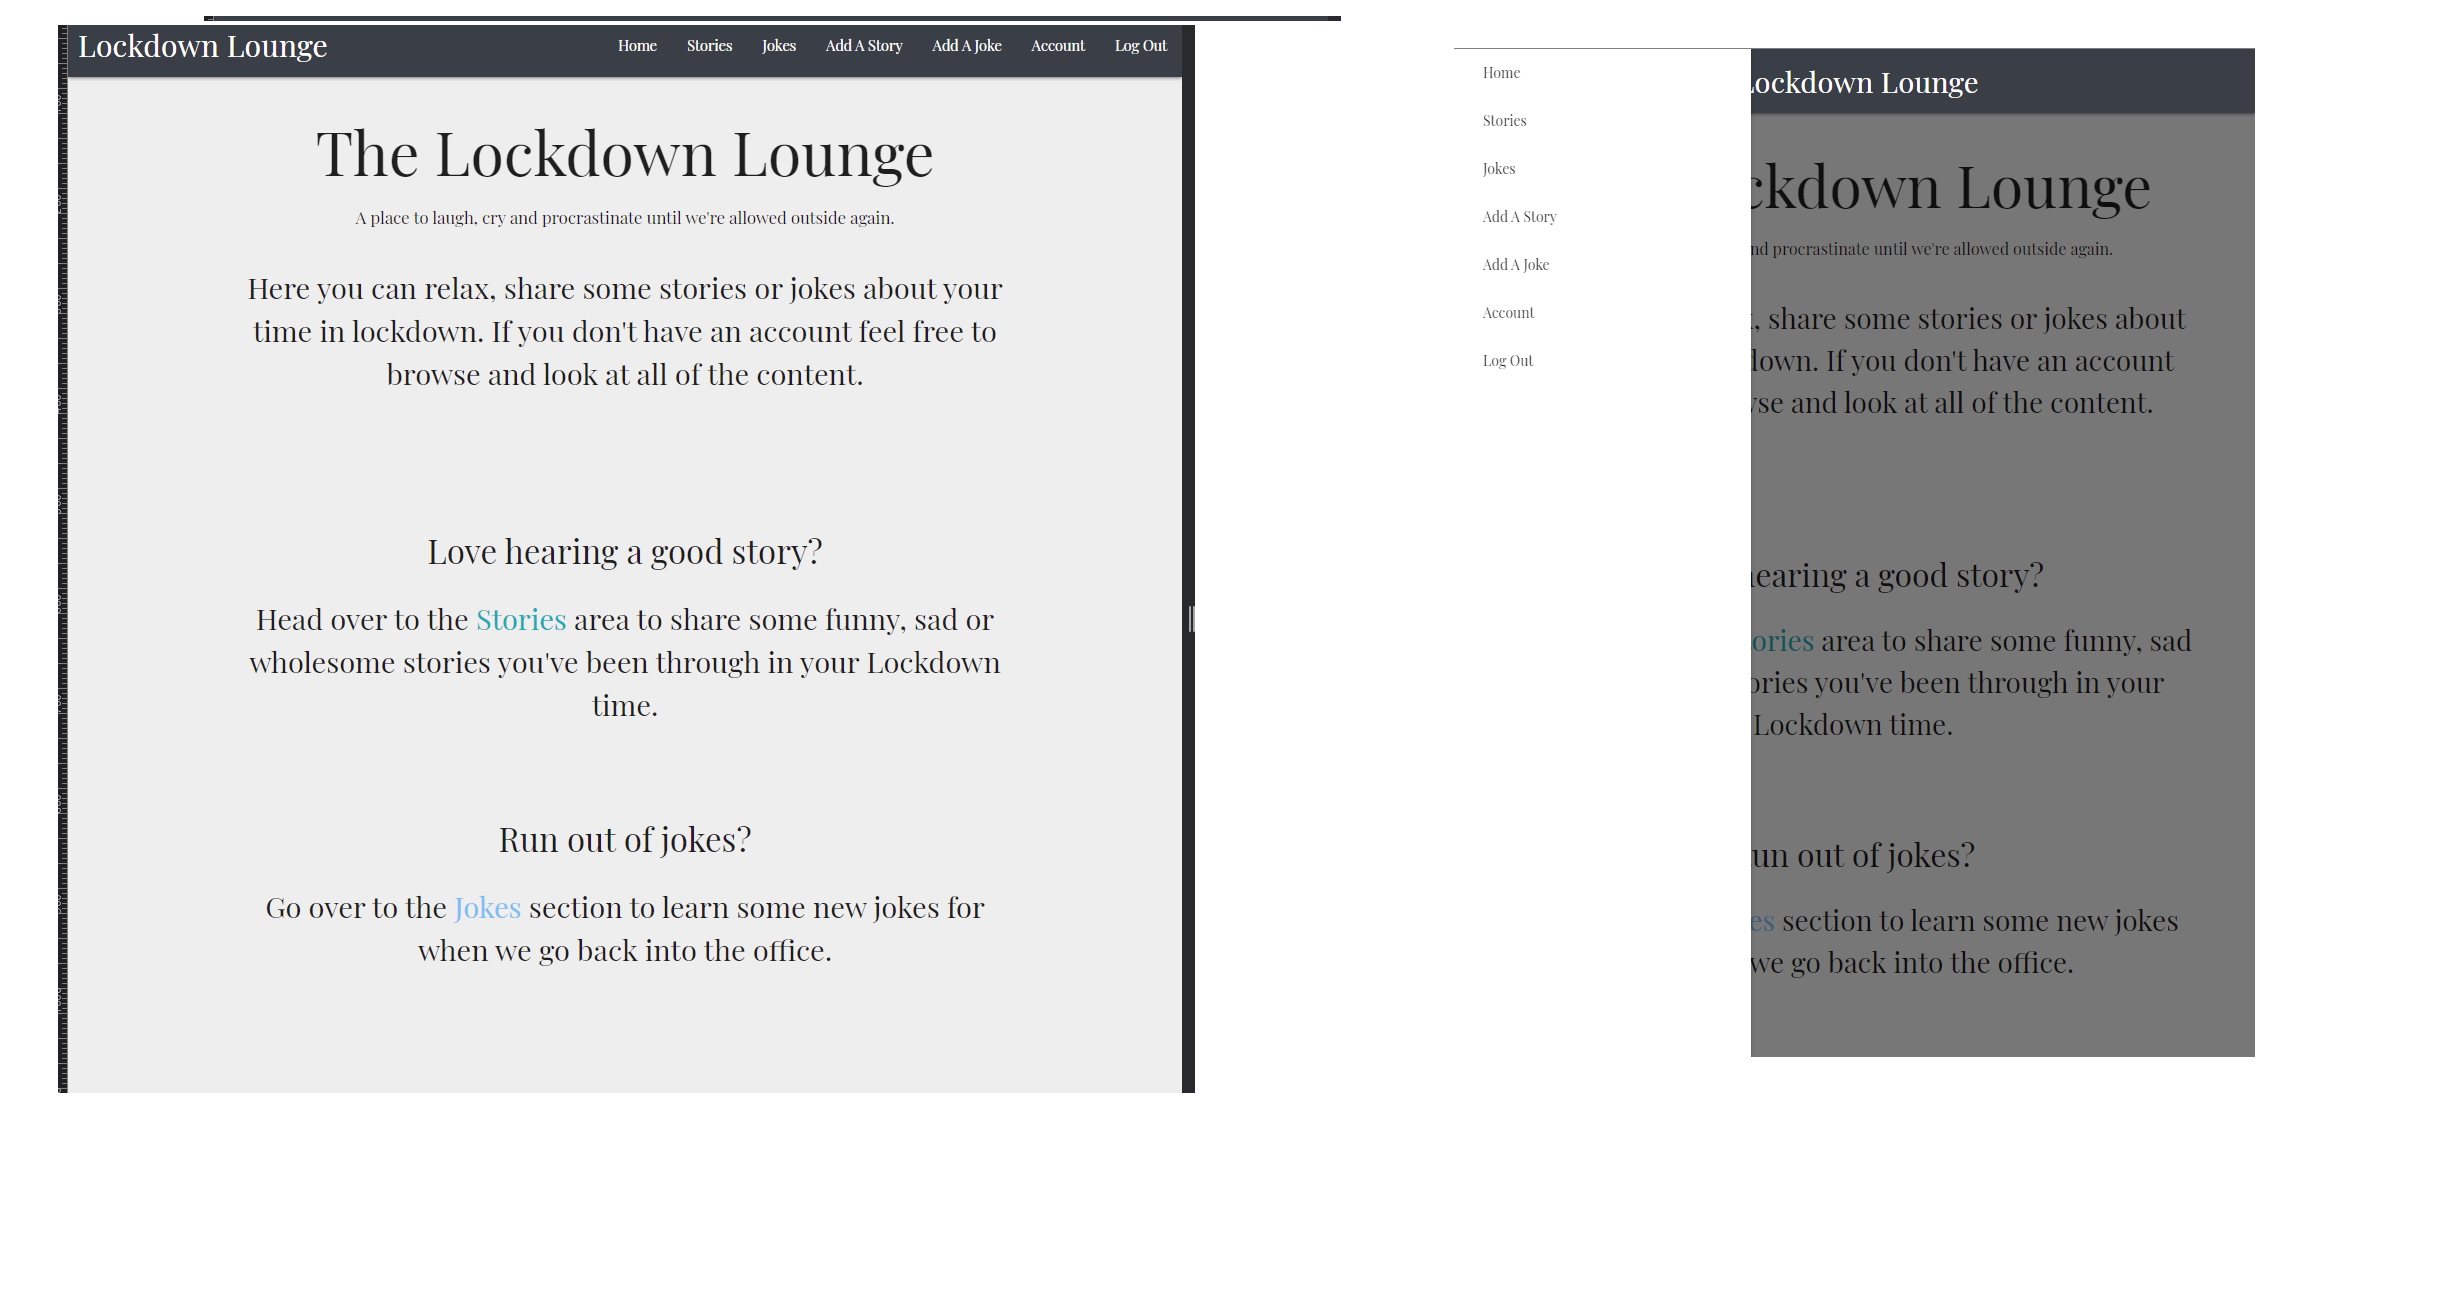 Lockdown Lounge
Home Stories Jokes Add A Story Add A Joke Account Log Out
The Lockdown Lounge
A place to laugh, cry and procrastinate until we're allowed outside again.
Here you can relax, share some stories or jokes about your
time in lockdown. If you don't have an account feel free to
browse and look at all of the content.
Love hearing a good story?
Head over to the Stories area to share some funny, sad or
wholesome stories you've been through in your Lockdown
time.
Run out of jokes?
Go over to the Jokes section to learn some new jokes for
when we go back into the office.
Home
Stories
Jokes
Add A Story
Add A Joke
Account
Log Out
Lockdown Lounge
ckdown Lounge
nd procrastinate until we're allowed outside again.
, share some stories or jokes about
down. If you don't have an account
se and look at all of the content.
hearing a good story?
ories area to share some funny, sad
ories you've been through in your
Lockdown time.
un out of jokes?
es section to learn some new jokes
we go back into the office.